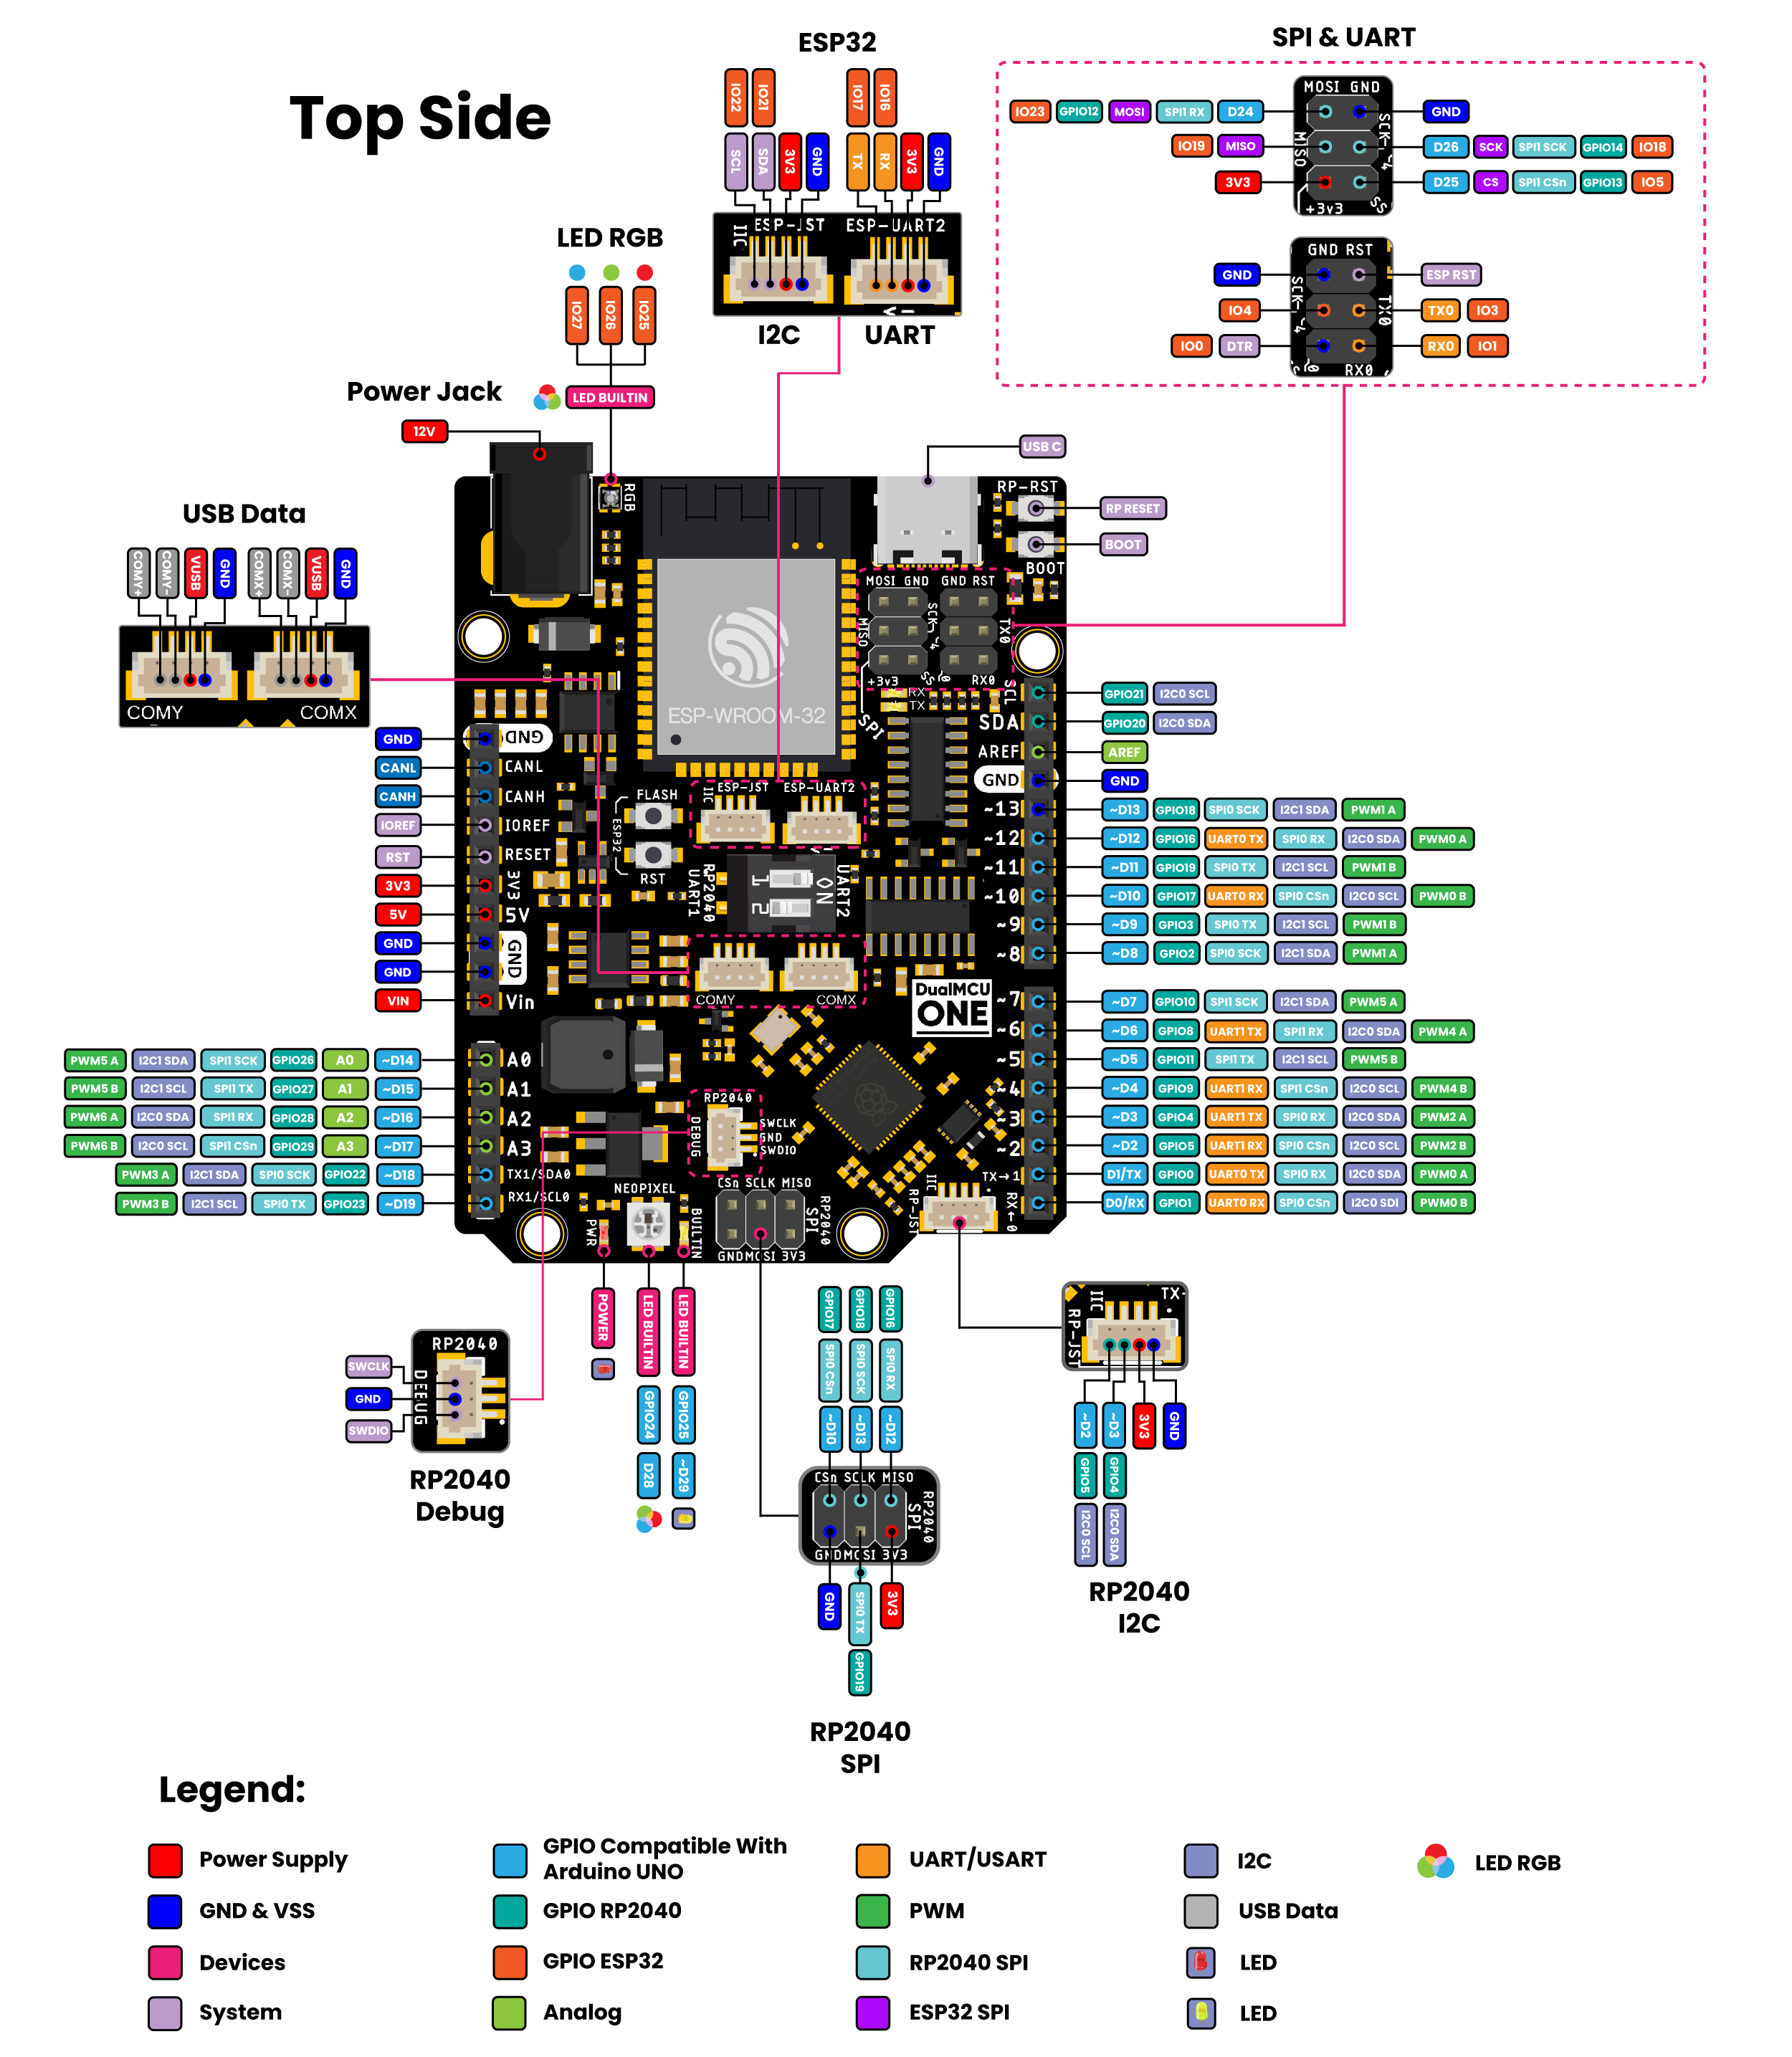 Top Side
ESP32
IO22 IO21 IO17 IO16
SCL SDA 3V3 GND TX RX 3V3 GND
IIC ESP-JST ESP-UART2
I2C UART
SPI & UART
MOSI GND
IO23 GPIO12 MOSI SPI1 RX D24 GND
IO19 MISO MISO SCK D26 SCK SPI1 SCK GPIO14 IO18
3V3 D25 CS SPI1 CSn GPIO13 IO5
+3v3 SS
GND RST
GND ESP RST
IO4 TX0 TX0 IO3
IO0 DTR RX0 IO1
RX0
LED RGB
IO27 IO26 IO25
LED BUILTIN
Power Jack
12V
USB C
RP RESET
BOOT
USB Data
COMY+ COMY- VUSB GND COMX+ COMX- VUSB GND
COMY COMX
RGB
RP-RST
BOOT
MOSI GND GND RST
MISO SCK TX0
+3v3 SS RX0
RX
TX
SPI
ESP-WROOM-32
GND
CANL
CANH
IOREF
RST
3V3
5V
GND
GND
VIN
GND
CANL
CANH
IOREF
RESET
3V3
5V
GND
Vin
FLASH
ESP32
RST
IIC ESP-JST ESP-UART2
RP2040
UART1
1
2
ON
UART2
COMY COMX
DualMCU
ONE
SCL
SDA
AREF
GND
~13
~12
~11
~10
~9
~8
~7
~6
~5
~4
~3
~2
TX→1
RX←0
GPIO21 I2C0 SCL
GPIO20 I2C0 SDA
AREF
GND
~D13 GPIO18 SPI0 SCK I2C1 SDA PWM1 A
~D12 GPIO16 UART0 TX SPI0 RX I2C0 SDA PWM0 A
~D11 GPIO19 SPI0 TX I2C1 SCL PWM1 B
~D10 GPIO17 UART0 RX SPI0 CSn I2C0 SCL PWM0 B
~D9 GPIO3 SPI0 TX I2C1 SCL PWM1 B
~D8 GPIO2 SPI0 SCK I2C1 SDA PWM1 A
~D7 GPIO10 SPI1 SCK I2C1 SDA PWM5 A
~D6 GPIO8 UART1 TX SPI1 RX I2C0 SDA PWM4 A
~D5 GPIO11 SPI1 TX I2C1 SCL PWM5 B
~D4 GPIO9 UART1 RX SPI1 CSn I2C0 SCL PWM4 B
~D3 GPIO4 UART1 TX SPI0 RX I2C0 SDA PWM2 A
~D2 GPIO5 UART1 RX SPI0 CSn I2C0 SCL PWM2 B
D1/TX GPIO0 UART0 TX SPI0 RX I2C0 SDA PWM0 A
D0/RX GPIO1 UART0 RX SPI0 CSn I2C0 SDI PWM0 B
PWM5 A I2C1 SDA SPI1 SCK GPIO26 A0 ~D14 A0
PWM5 B I2C1 SCL SPI1 TX GPIO27 A1 ~D15 A1
PWM6 A I2C0 SDA SPI1 RX GPIO28 A2 ~D16 A2
PWM6 B I2C0 SCL SPI1 CSn GPIO29 A3 ~D17 A3
PWM3 A I2C1 SDA SPI0 SCK GPIO22 ~D18 TX1/SDA0
PWM3 B I2C1 SCL SPI0 TX GPIO23 ~D19 RX1/SCL0
RP2040
DEBUG
SWCLK
GND
SWDIO
NEOPIXEL
PWR
BUILTIN
CSn SCLK MISO
RP2040
SPI
GND MOSI 3V3
IIC
RP-JST
POWER LED BUILTIN LED BUILTIN
GPIO24 GPIO25
D28 ~D29
RP2040
DEBUG
SWCLK
GND
SWDIO
RP2040
Debug
GPIO17 GPIO18 GPIO16
SPI0 CSn SPI0 SCK SPI0 RX
~D10 ~D13 ~D12
CSn SCLK MISO
RP2040
SPI
GND MOSI 3V3
GND SPI0 TX 3V3
GPIO19
RP2040
SPI
IIC TX-
RP-JST
~D2 ~D3 3V3 GND
GPIO5 GPIO4
I2C0 SCL I2C0 SDA
RP2040
I2C
Legend:
Power Supply
GND & VSS
Devices
System
GPIO Compatible With
Arduino UNO
GPIO RP2040
GPIO ESP32
Analog
UART/USART
PWM
RP2040 SPI
ESP32 SPI
I2C
USB Data
LED
LED
LED RGB